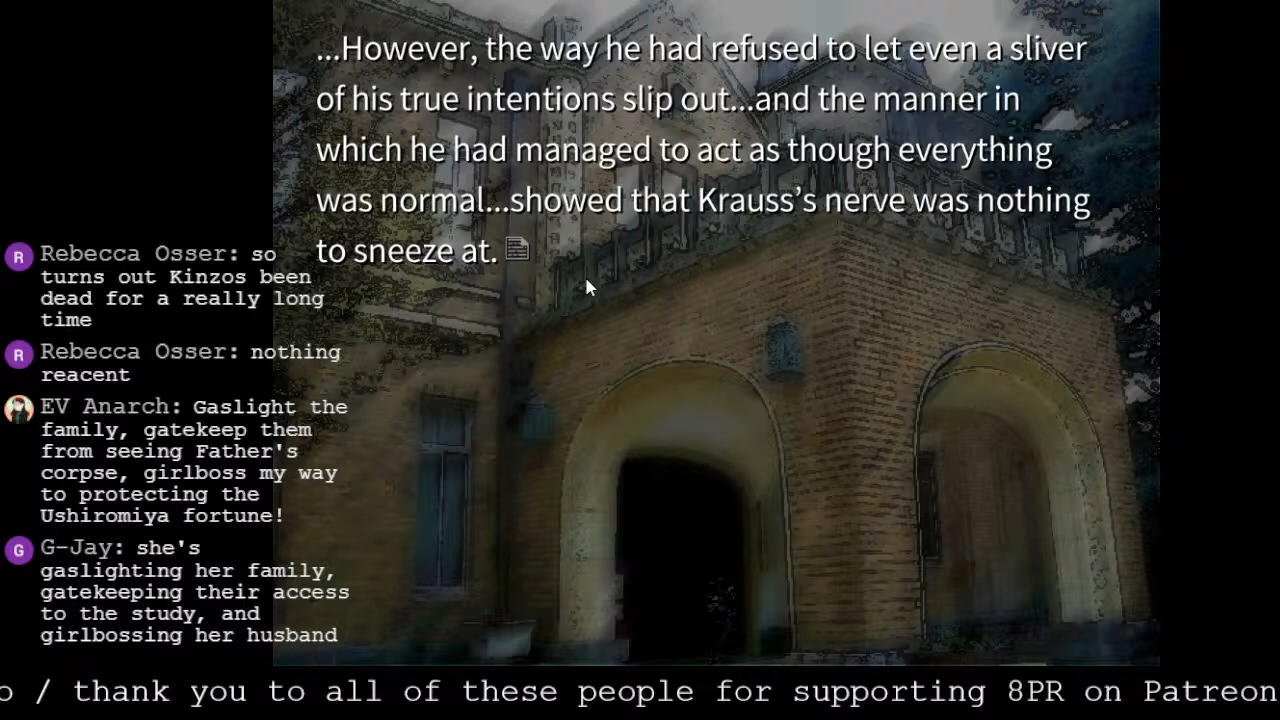 ...However, the way he had refused to let even a sliver
of his true intentions slip out...and the manner in
which he had managed to act as though everything
was normal...showed that Krauss's nerve was nothing
to sneeze at.
R Rebecca Osser: so
turns out Kinzos been
dead for a really long
time
R Rebecca Osser: nothing
reacent
EV Anarch: Gaslight the
family, gatekeep them
from seeing Father's
corpse, girlboss my way
to protecting the
Ushiromiya fortune!
G G-Jay: she's
gaslighting her family,
gatekeeping their access
to the study, and
girlbossing her husband
o / thank you to all of these people for supporting 8PR on Patreon